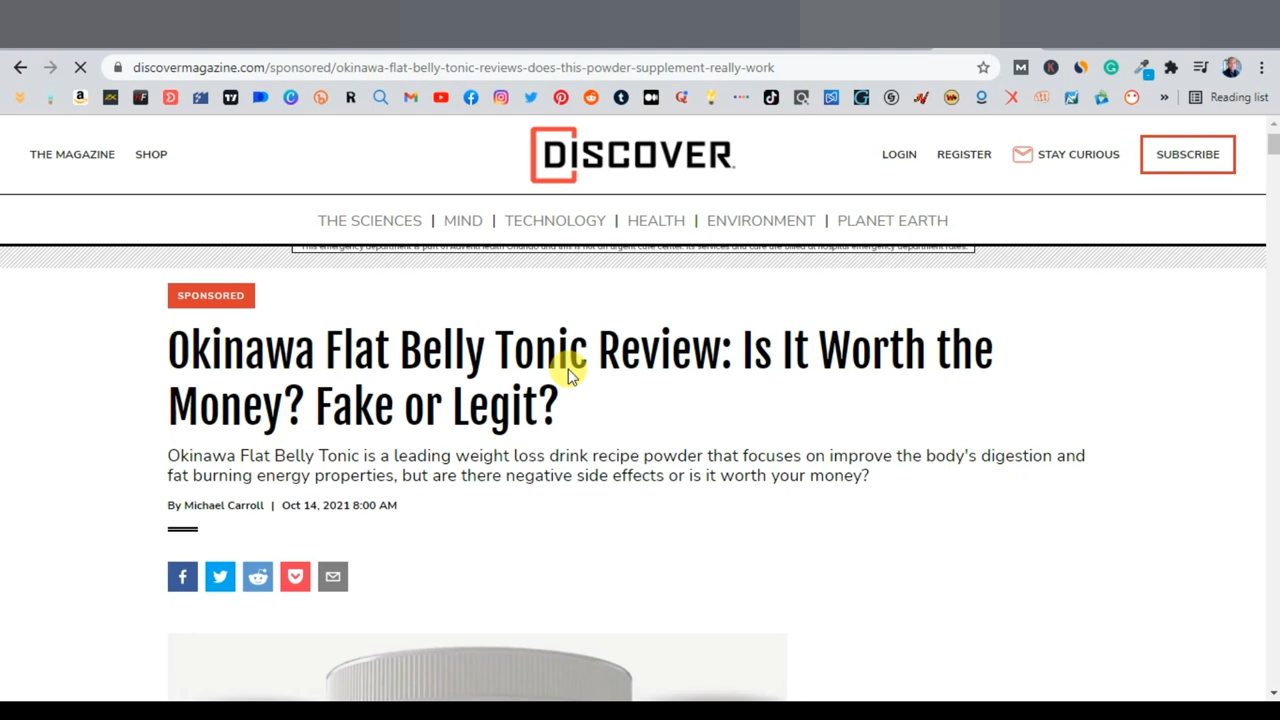 discovermagazine.com/sponsored/okinawa-flat-belly-tonic-reviews-does-this-powder-supplement-really-work
Reading list
THE MAGAZINE SHOP
DISCOVER
LOGIN REGISTER STAY CURIOUS SUBSCRIBE
THE SCIENCES | MIND | TECHNOLOGY | HEALTH | ENVIRONMENT | PLANET EARTH
SPONSORED
Okinawa Flat Belly Tonic Review: Is It Worth the
Money? Fake or Legit?
Okinawa Flat Belly Tonic is a leading weight loss drink recipe powder that focuses on improve the body's digestion and
fat burning energy properties, but are there negative side effects or is it worth your money?
By Michael Carroll | Oct 14, 2021 8:00 AM